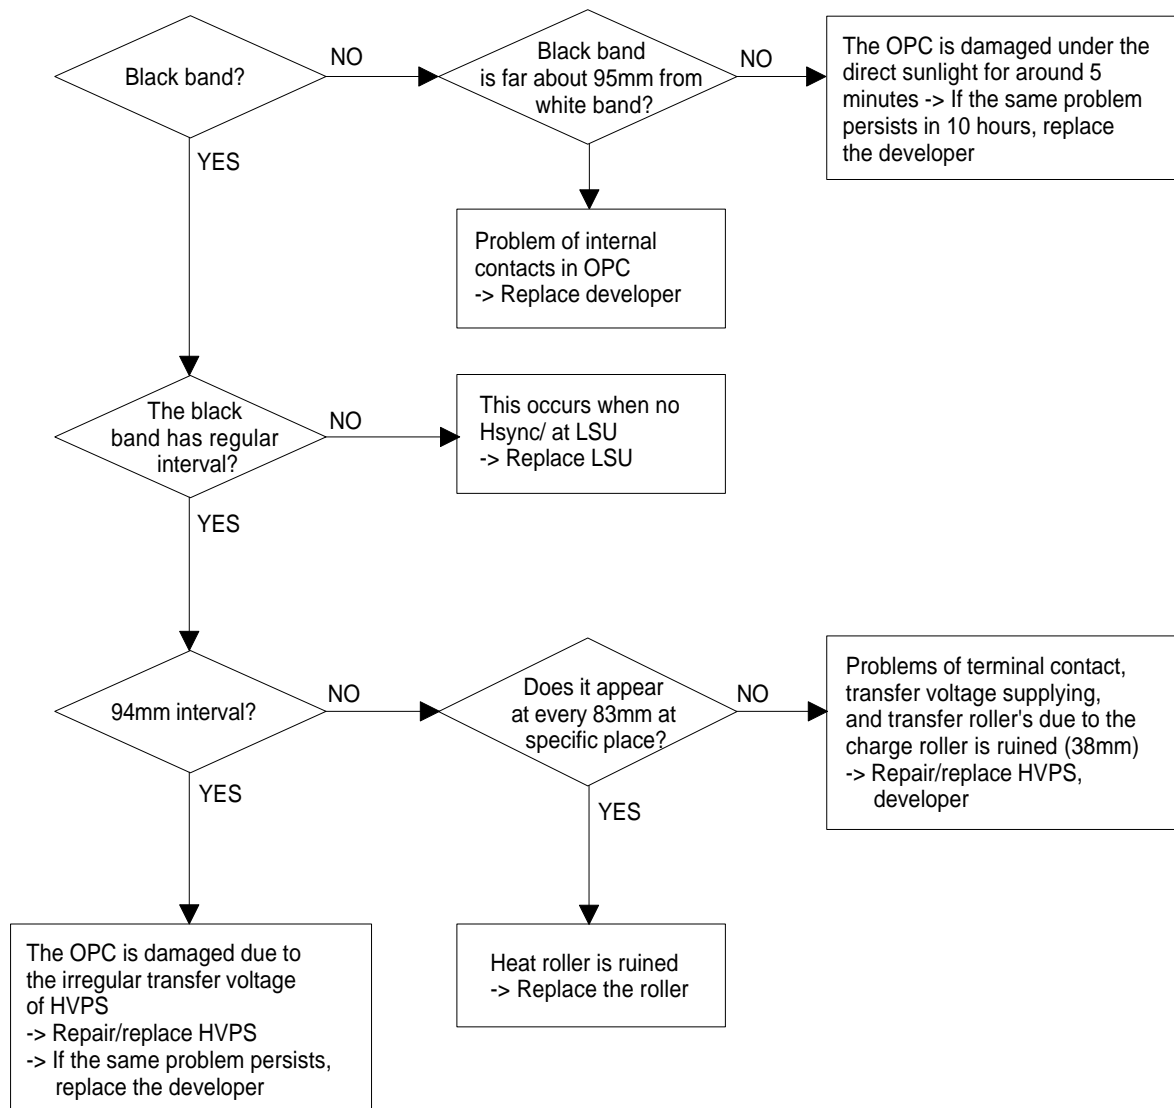 Black band?
NO
Black band
is far about 95mm from
white band?
NO
The OPC is damaged under the
direct sunlight for around 5
minutes -> If the same problem
persists in 10 hours, replace
the developer
YES
Problem of internal
contacts in OPC
-> Replace developer
The black
band has regular
interval?
NO
This occurs when no
Hsync/ at LSU
-> Replace LSU
YES
94mm interval?
NO
Does it appear
at every 83mm at
specific place?
NO
Problems of terminal contact,
transfer voltage supplying,
and transfer roller's due to the
charge roller is ruined (38mm)
-> Repair/replace HVPS,
developer
YES
YES
The OPC is damaged due to
the irregular transfer voltage
of HVPS
-> Repair/replace HVPS
-> If the same problem persists,
replace the developer
Heat roller is ruined
-> Replace the roller